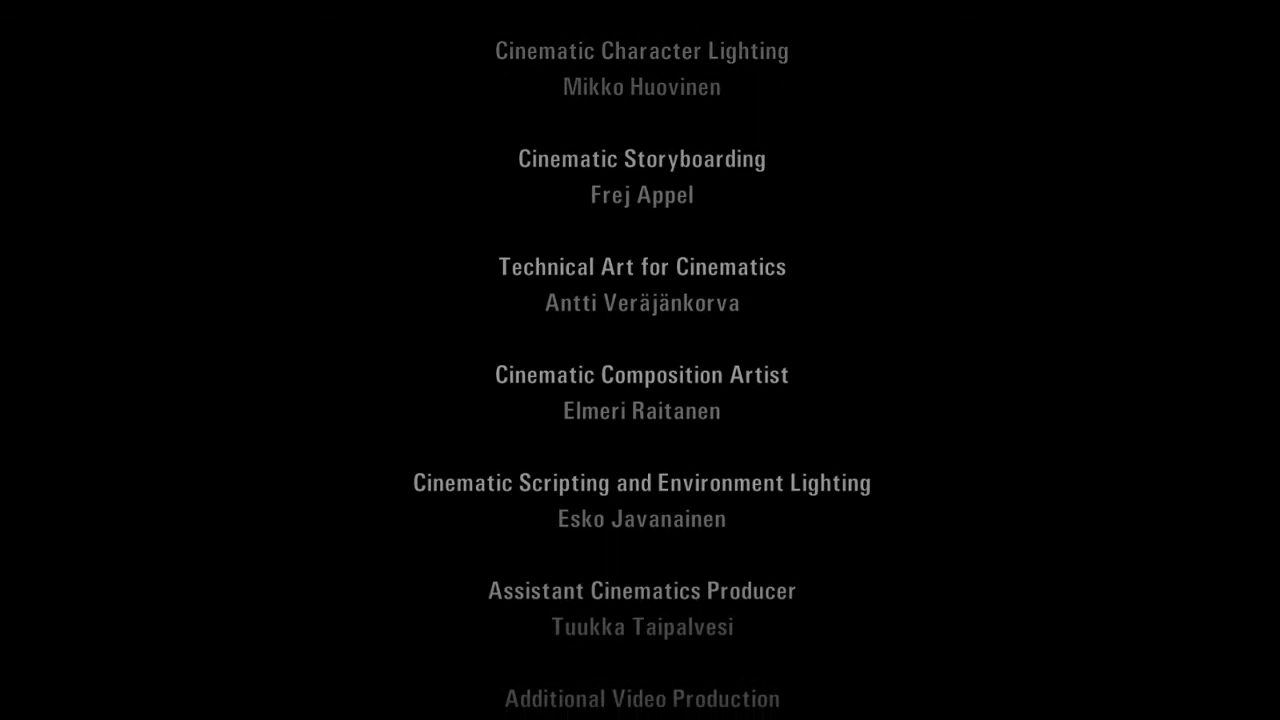 Cinematic Character Lighting
Mikko Huovinen
Cinematic Storyboarding
Frej Appel
Technical Art for Cinematics
Antti Veräjänkorva
Cinematic Composition Artist
Elmeri Raitanen
Cinematic Scripting and Environment Lighting
Esko Javanainen
Assistant Cinematics Producer
Tuukka Taipalvesi
Additional Video Production